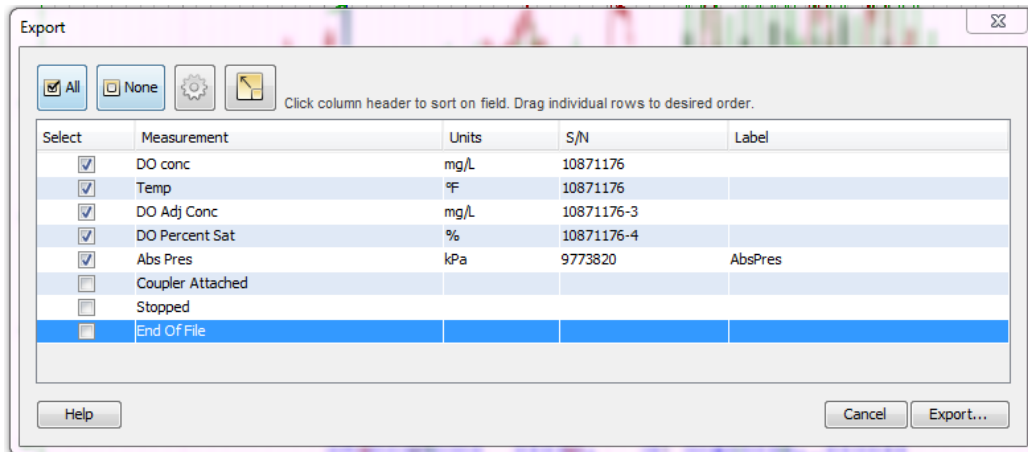 Export
All None Click column header to sort on field. Drag individual rows to desired order.
Select Measurement Units S/N Label
DO conc mg/L 10871176
Temp °F 10871176
DO Adj Conc mg/L 10871176-3
DO Percent Sat % 10871176-4
Abs Pres kPa 9773820 AbsPres
Coupler Attached
Stopped
End Of File
Help Cancel Export...